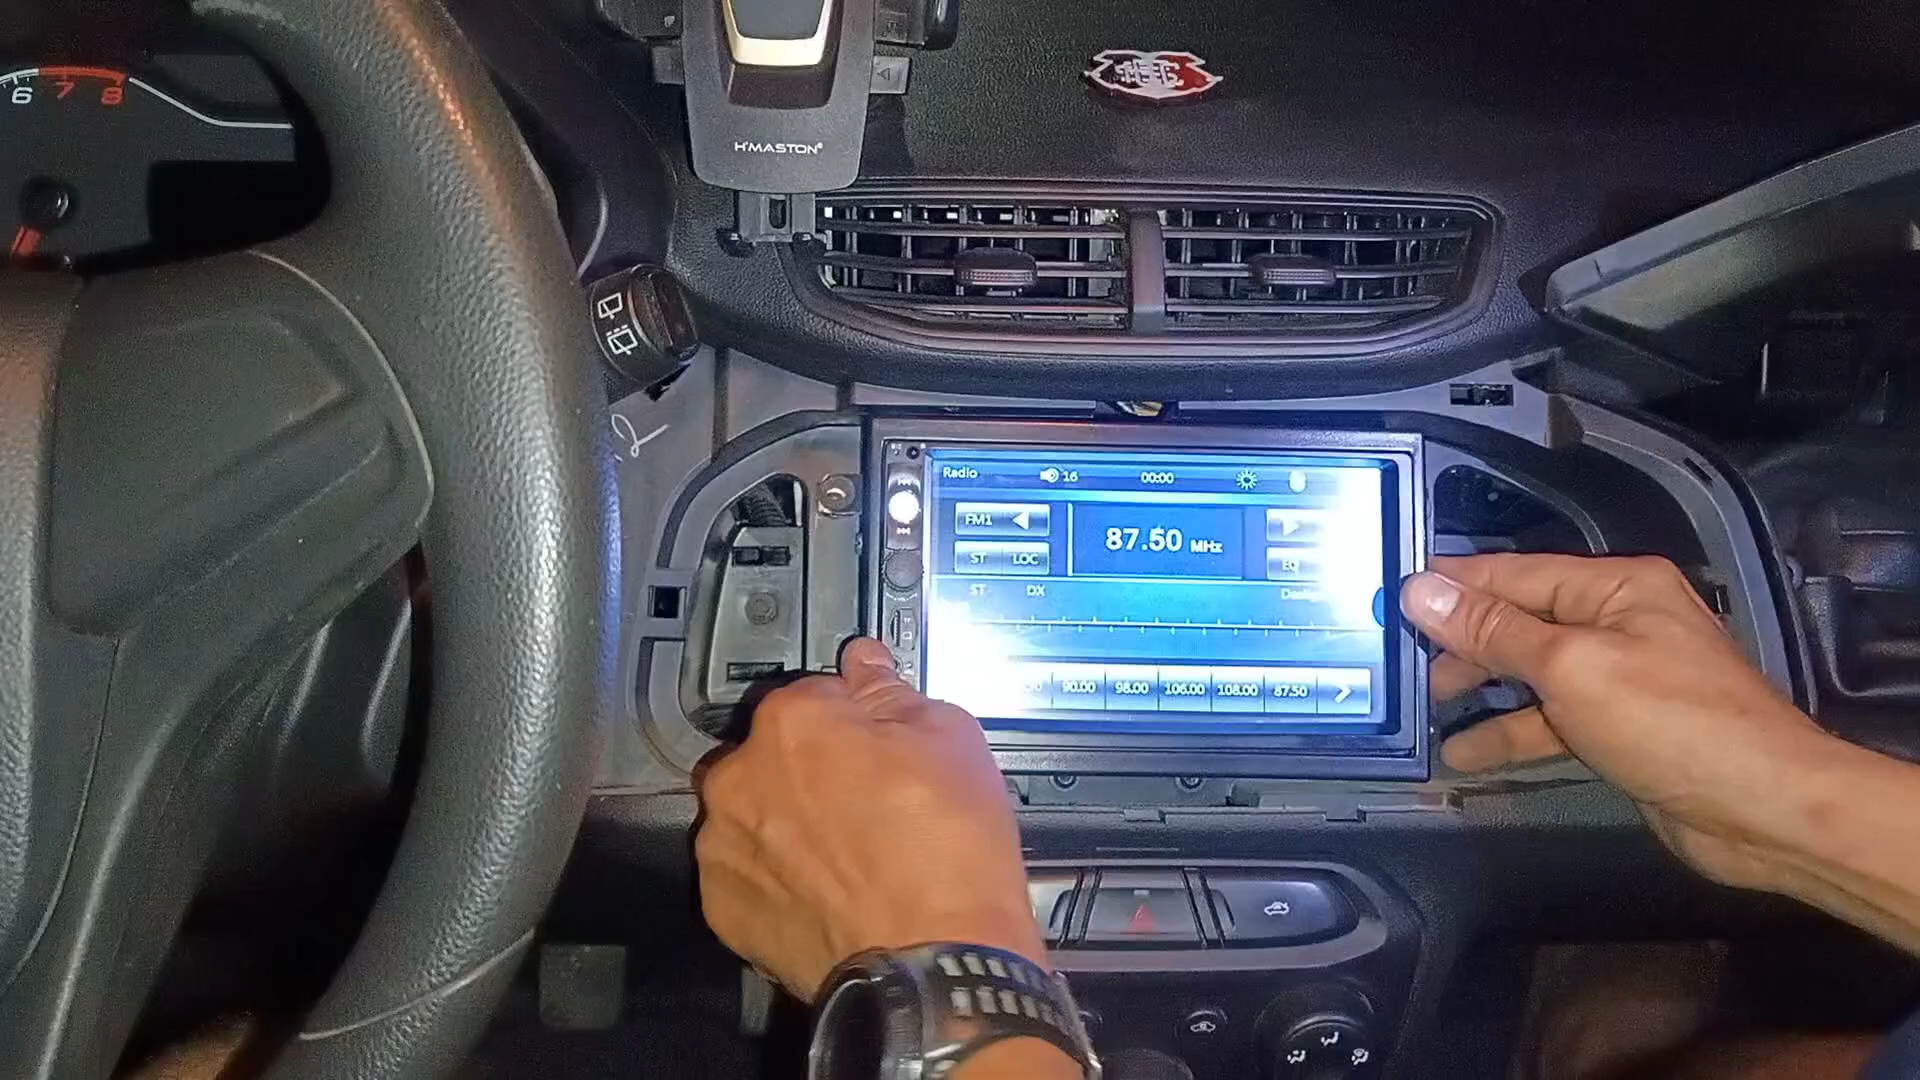 6 7 8
H'MASTON®
Radio 16 00:00
FM1
87.50 MHz
ST LOC
EQ
ST DX
90.00 98.00 106.00 108.00 87.50